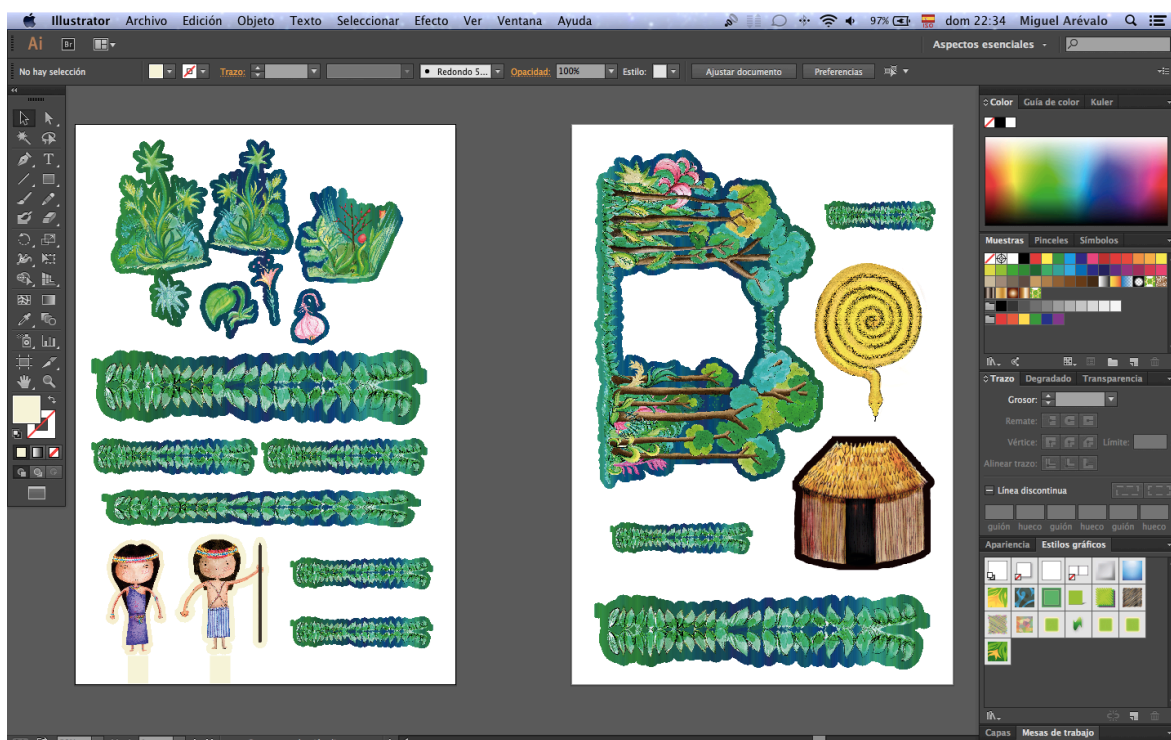 Illustrator Archivo Edición Objeto Texto Seleccionar Efecto Ver Ventana Ayuda 97% dom 22:34 Miguel Arévalo
Ai Br Aspectos esenciales
No hay selección Trazo: Redondo 5... Opacidad: 100% Estilo: Ajustar documento Preferencias
Color Guía de color Kuler
Muestras Pinceles Símbolos
Trazo Degradado Transparencia
Grosor:
Remate:
Vértice: Límite:
Alinear trazo:
Línea discontinua
guión hueco guión hueco guión hueco
Apariencia Estilos gráficos
Capas Mesas de trabajo